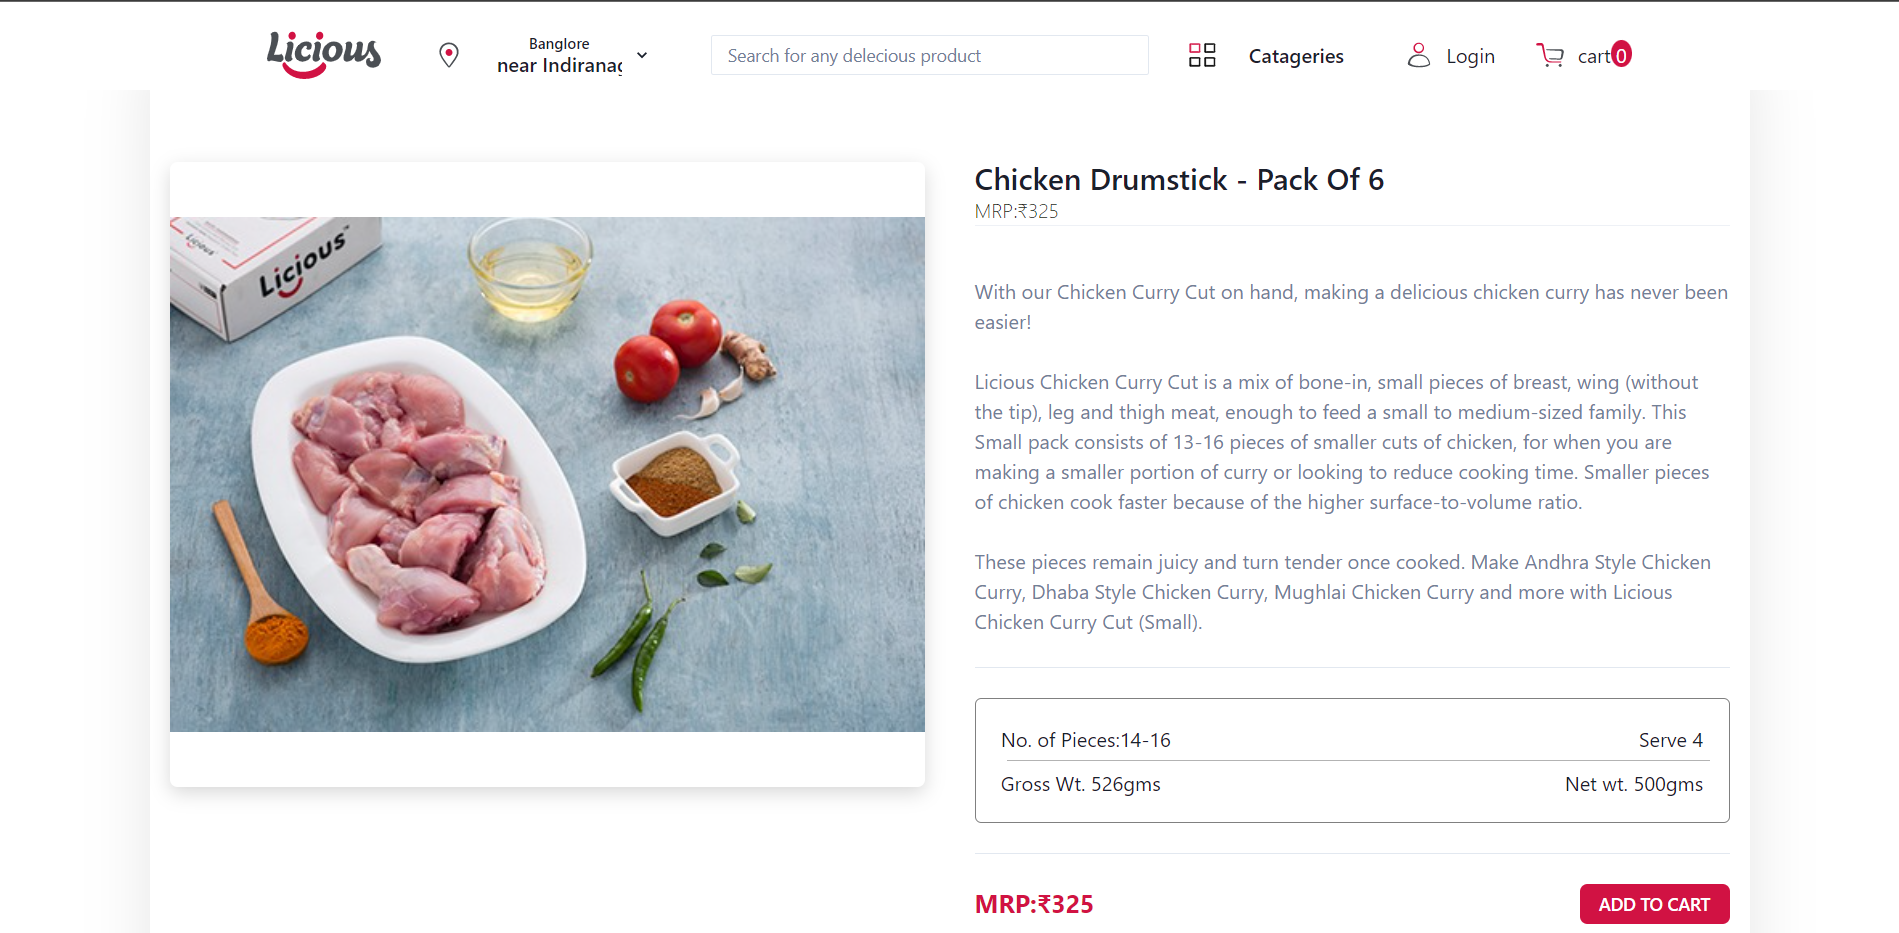 Licious
Banglore
near Indiranag
Search for any delecious product
Catageries
Login
cart 0
Chicken Drumstick - Pack Of 6
MRP:₹325
Licious
Licious™
With our Chicken Curry Cut on hand, making a delicious chicken curry has never been
easier!
Licious Chicken Curry Cut is a mix of bone-in, small pieces of breast, wing (without
the tip), leg and thigh meat, enough to feed a small to medium-sized family. This
Small pack consists of 13-16 pieces of smaller cuts of chicken, for when you are
making a smaller portion of curry or looking to reduce cooking time. Smaller pieces
of chicken cook faster because of the higher surface-to-volume ratio.
These pieces remain juicy and turn tender once cooked. Make Andhra Style Chicken
Curry, Dhaba Style Chicken Curry, Mughlai Chicken Curry and more with Licious
Chicken Curry Cut (Small).
No. of Pieces:14-16
Serve 4
Gross Wt. 526gms
Net wt. 500gms
MRP:₹325
ADD TO CART